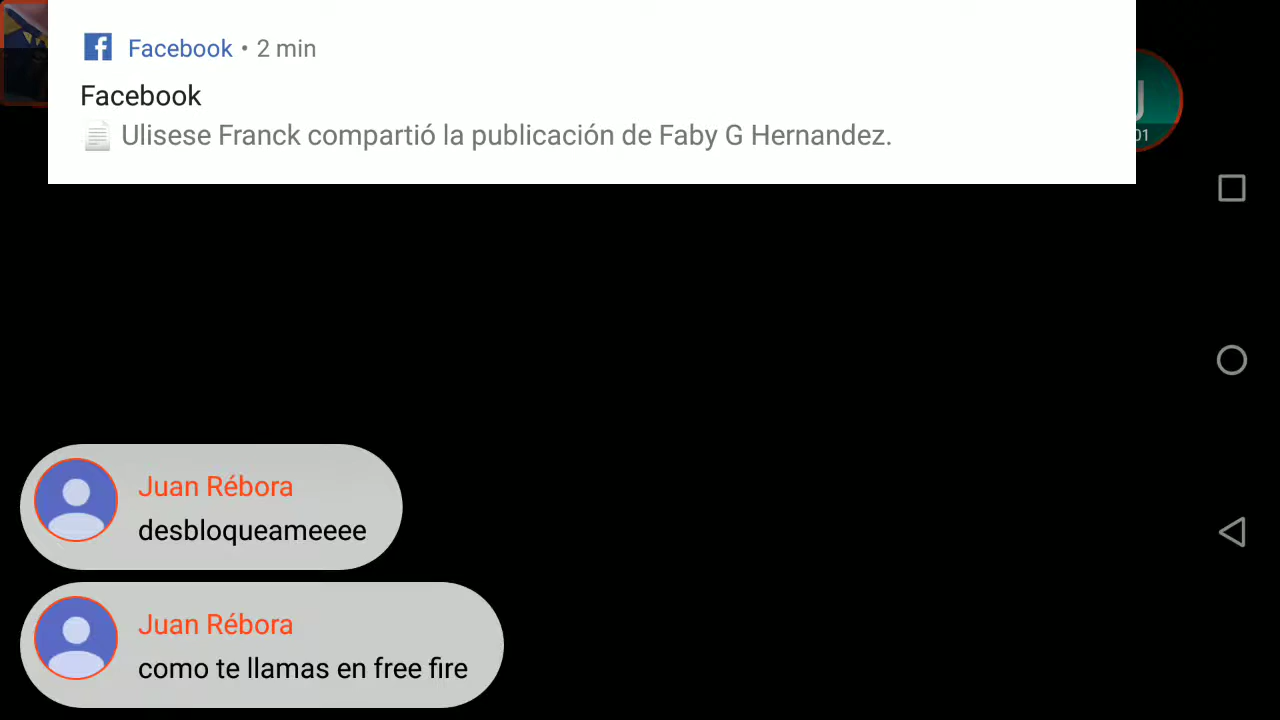 Facebook • 2 min
Facebook
Ulisese Franck compartió la publicación de Faby G Hernandez.
01
Juan Rébora
desbloqueameeee
Juan Rébora
como te llamas en free fire